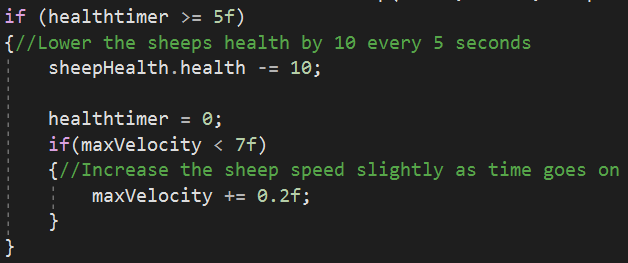 if (healthtimer >= 5f)
{//Lower the sheeps health by 10 every 5 seconds
sheepHealth.health -= 10;
healthtimer = 0;
if(maxVelocity < 7f)
{//Increase the sheep speed slightly as time goes on
maxVelocity += 0.2f;
}
}